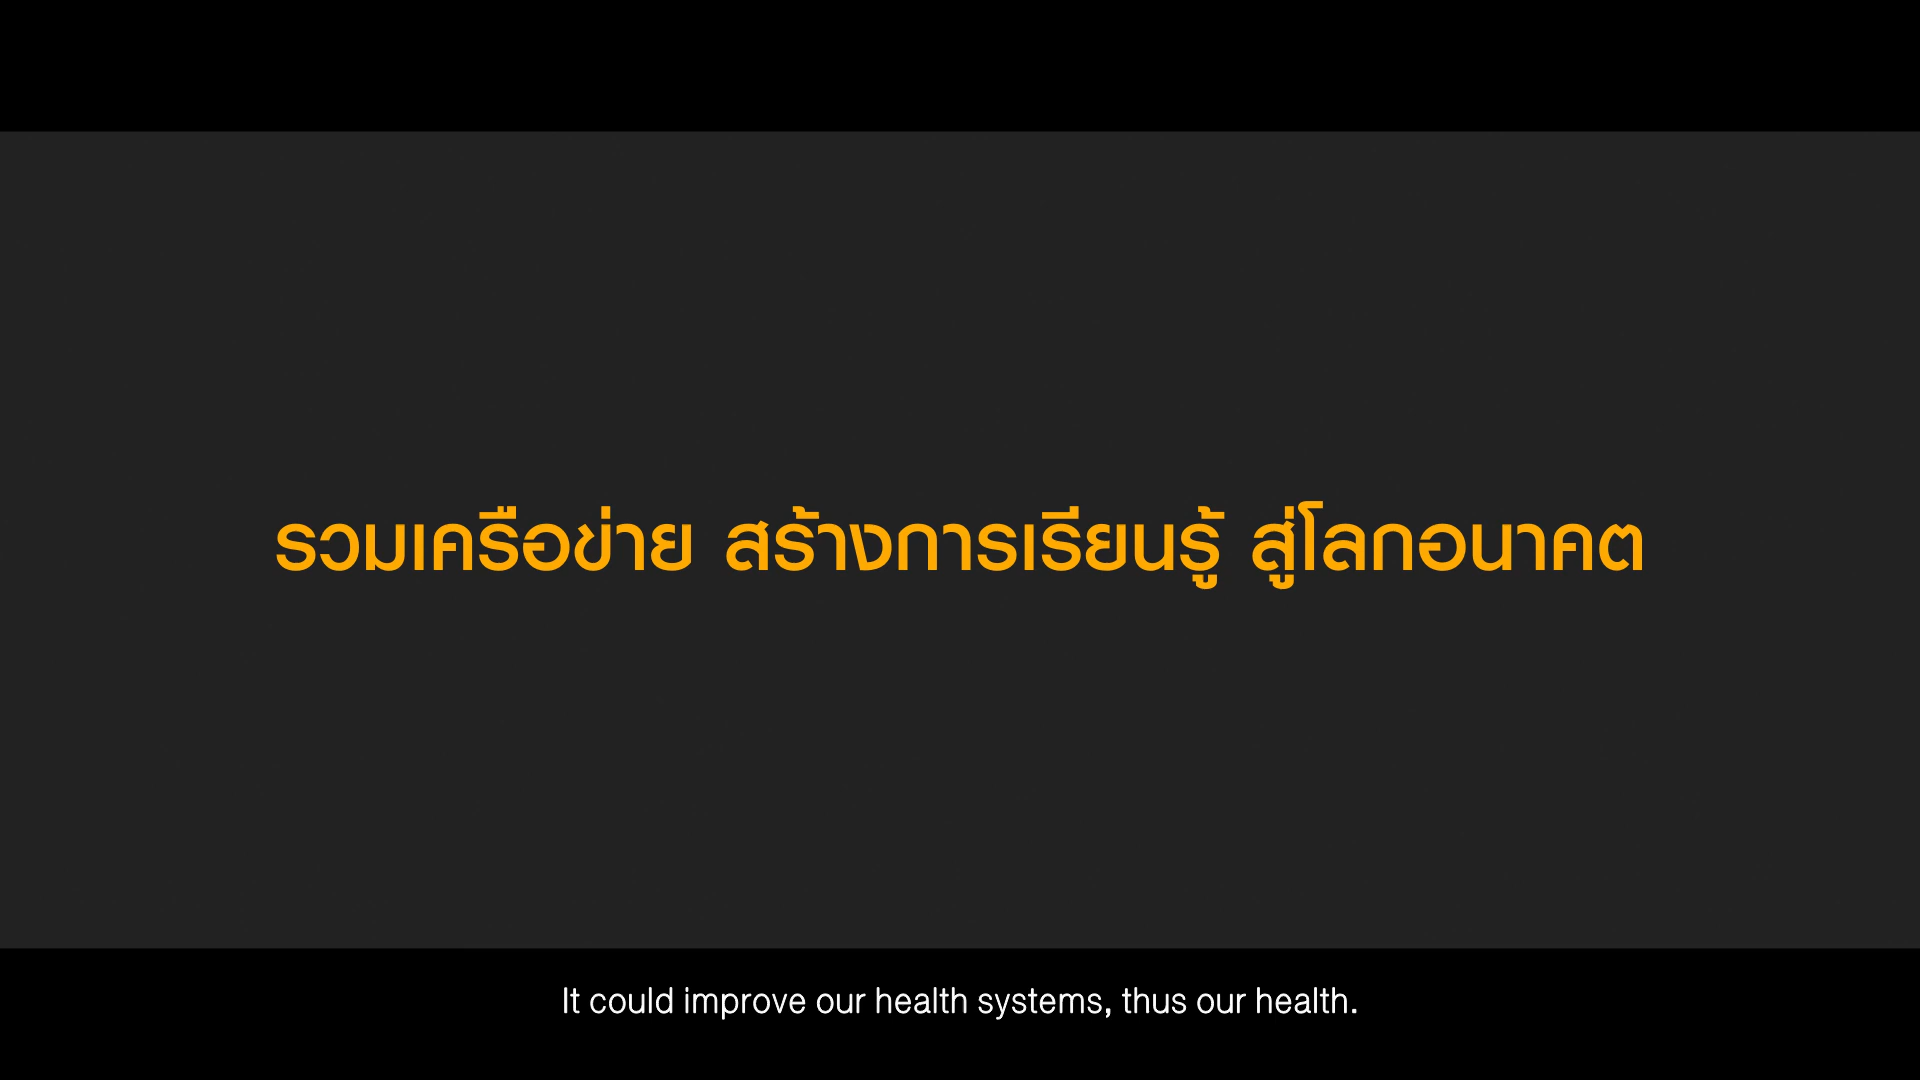 รวมเครือข่าย สร้างการเรียนรู้ สู่โลกอนาคต
It could improve our health systems, thus our health.